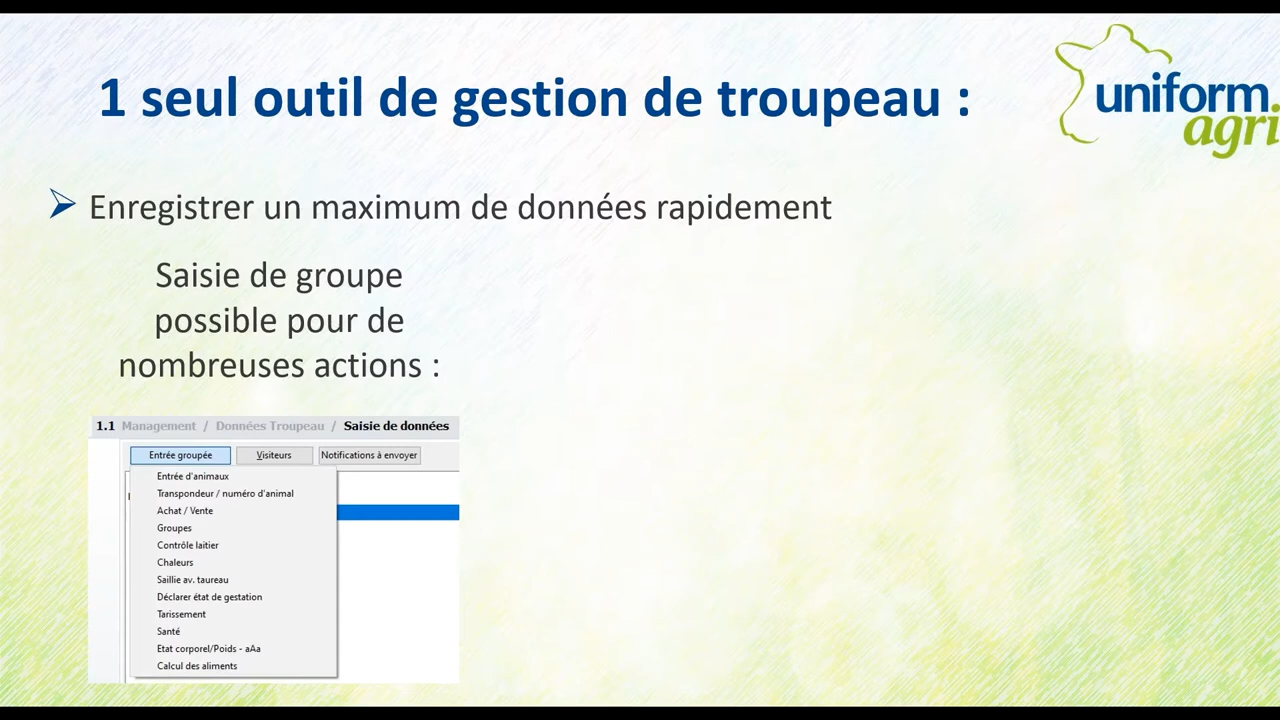 1 seul outil de gestion de troupeau :
uniform.
agri
Enregistrer un maximum de données rapidement
Saisie de groupe
possible pour de
nombreuses actions :
1.1 Management / Données Troupeau / Saisie de données
Entrée groupée Visiteurs Notifications à envoyer
Entrée d'animaux
Transpondeur / numéro d'animal
Achat / Vente
Groupes
Contrôle laitier
Chaleurs
Saillie av. taureau
Déclarer état de gestation
Tarissement
Santé
Etat corporel/Poids - aAa
Calcul des aliments